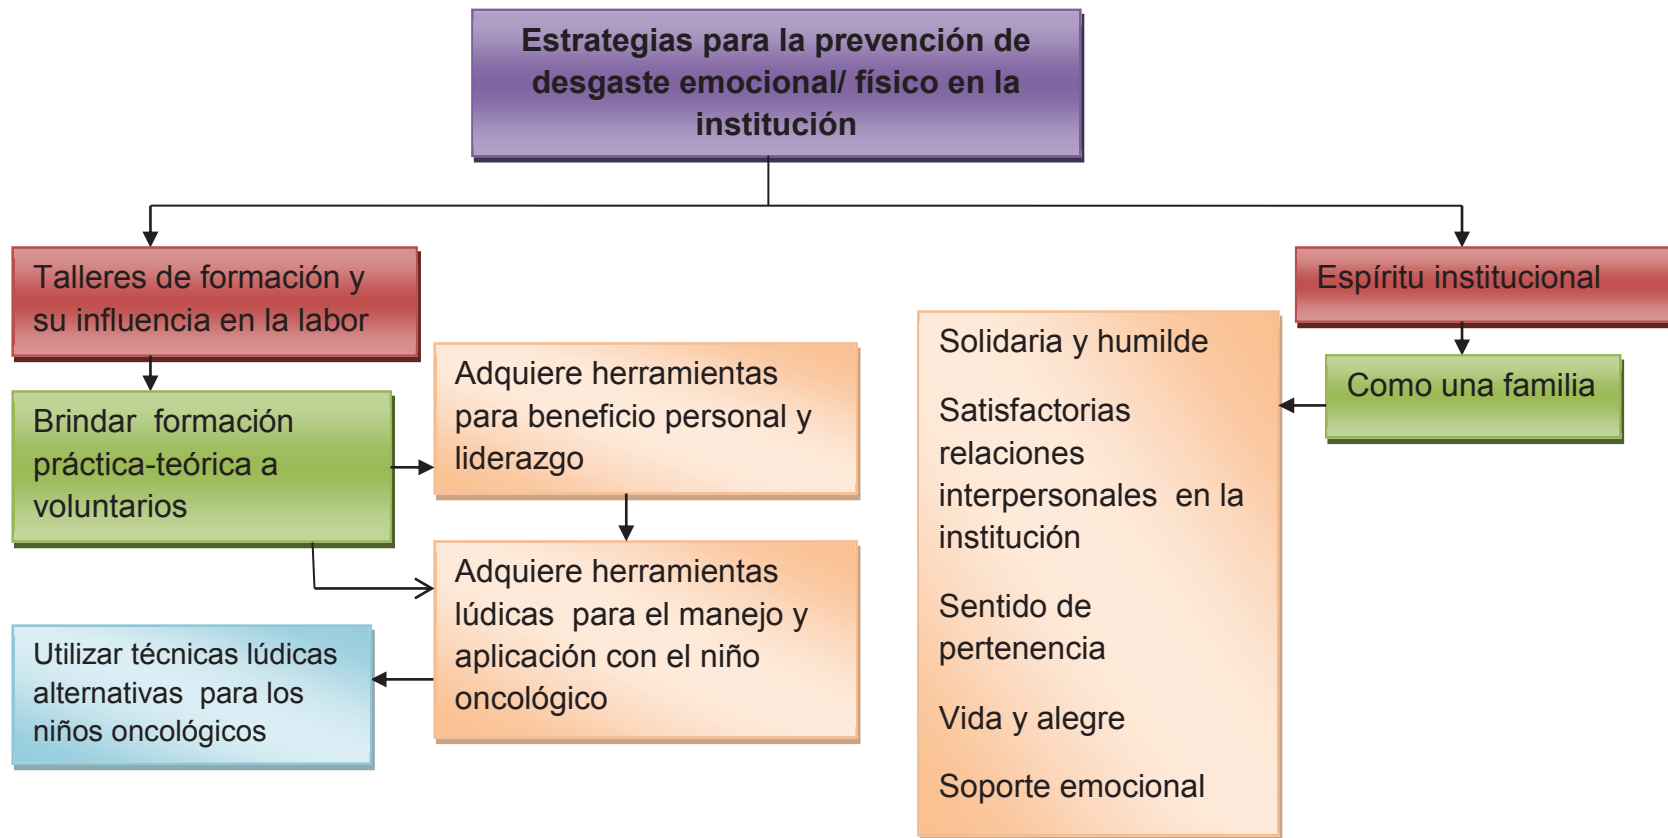 Estrategias para la prevención de
desgaste emocional/ físico en la
institución
Talleres de formación y
su influencia en la labor
Brindar  formación
práctica-teórica a
voluntarios
Adquiere herramientas
para beneficio personal y
liderazgo
Adquiere herramientas
lúdicas  para el manejo y
aplicación con el niño
oncológico
Utilizar técnicas lúdicas
alternativas  para los
niños oncológicos
Espíritu institucional
Como una familia
Solidaria y humilde
Satisfactorias
relaciones
interpersonales  en la
institución
Sentido de
pertenencia
Vida y alegre
Soporte emocional